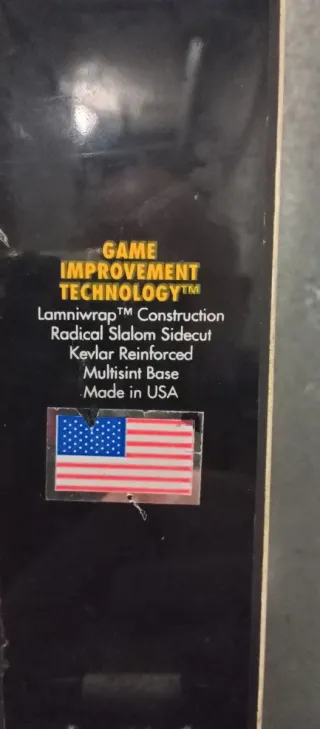 GAME
IMPROVEMENT
TECHNOLOGY™
Lamniwrap™ Construction
Radical Slalom Sidecut
Kevlar Reinforced
Multisint Base
Made in USA